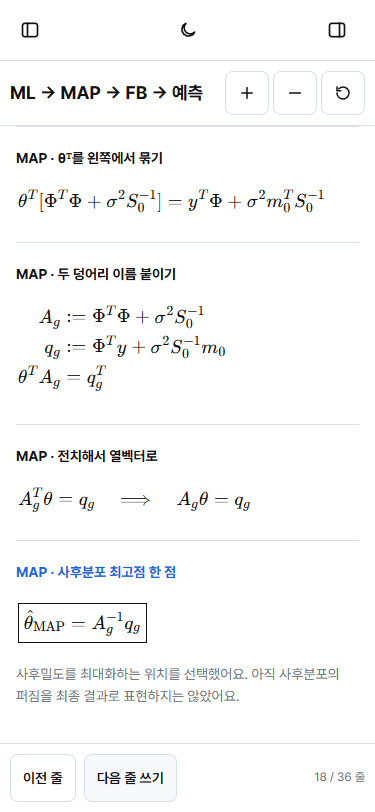 ML → MAP → FB → 예측
MAP · θᵀ를 왼쪽에서 묶기
θ^T[Φ^TΦ + σ^2S_0^{-1}] = y^TΦ + σ^2m_0^TS_0^{-1}
MAP · 두 덩어리 이름 붙이기
A_g := Φ^TΦ + σ^2S_0^{-1}
q_g := Φ^Ty + σ^2S_0^{-1}m_0
θ^TA_g = q_g^T
MAP · 전치해서 열벡터로
A_g^Tθ = q_g ⟹ A_gθ = q_g
MAP · 사후분포 최고점 한 점
θ̂_MAP = A_g^{-1}q_g
사후밀도를 최대화하는 위치를 선택했어요. 아직 사후분포의
퍼짐을 최종 결과로 표현하지는 않았어요.
이전 줄 다음 줄 쓰기 18 / 36 줄